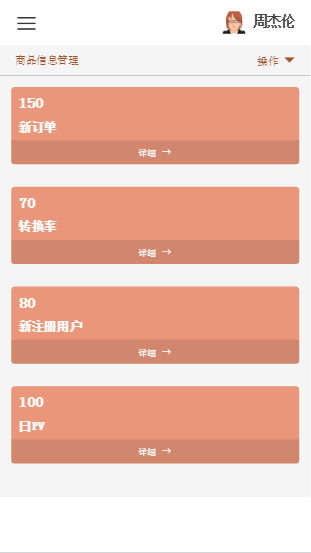 周杰伦
商品信息管理
操作
150
新订单
详细 →
70
转换率
详细 →
80
新注册用户
详细 →
100
日PV
详细 →